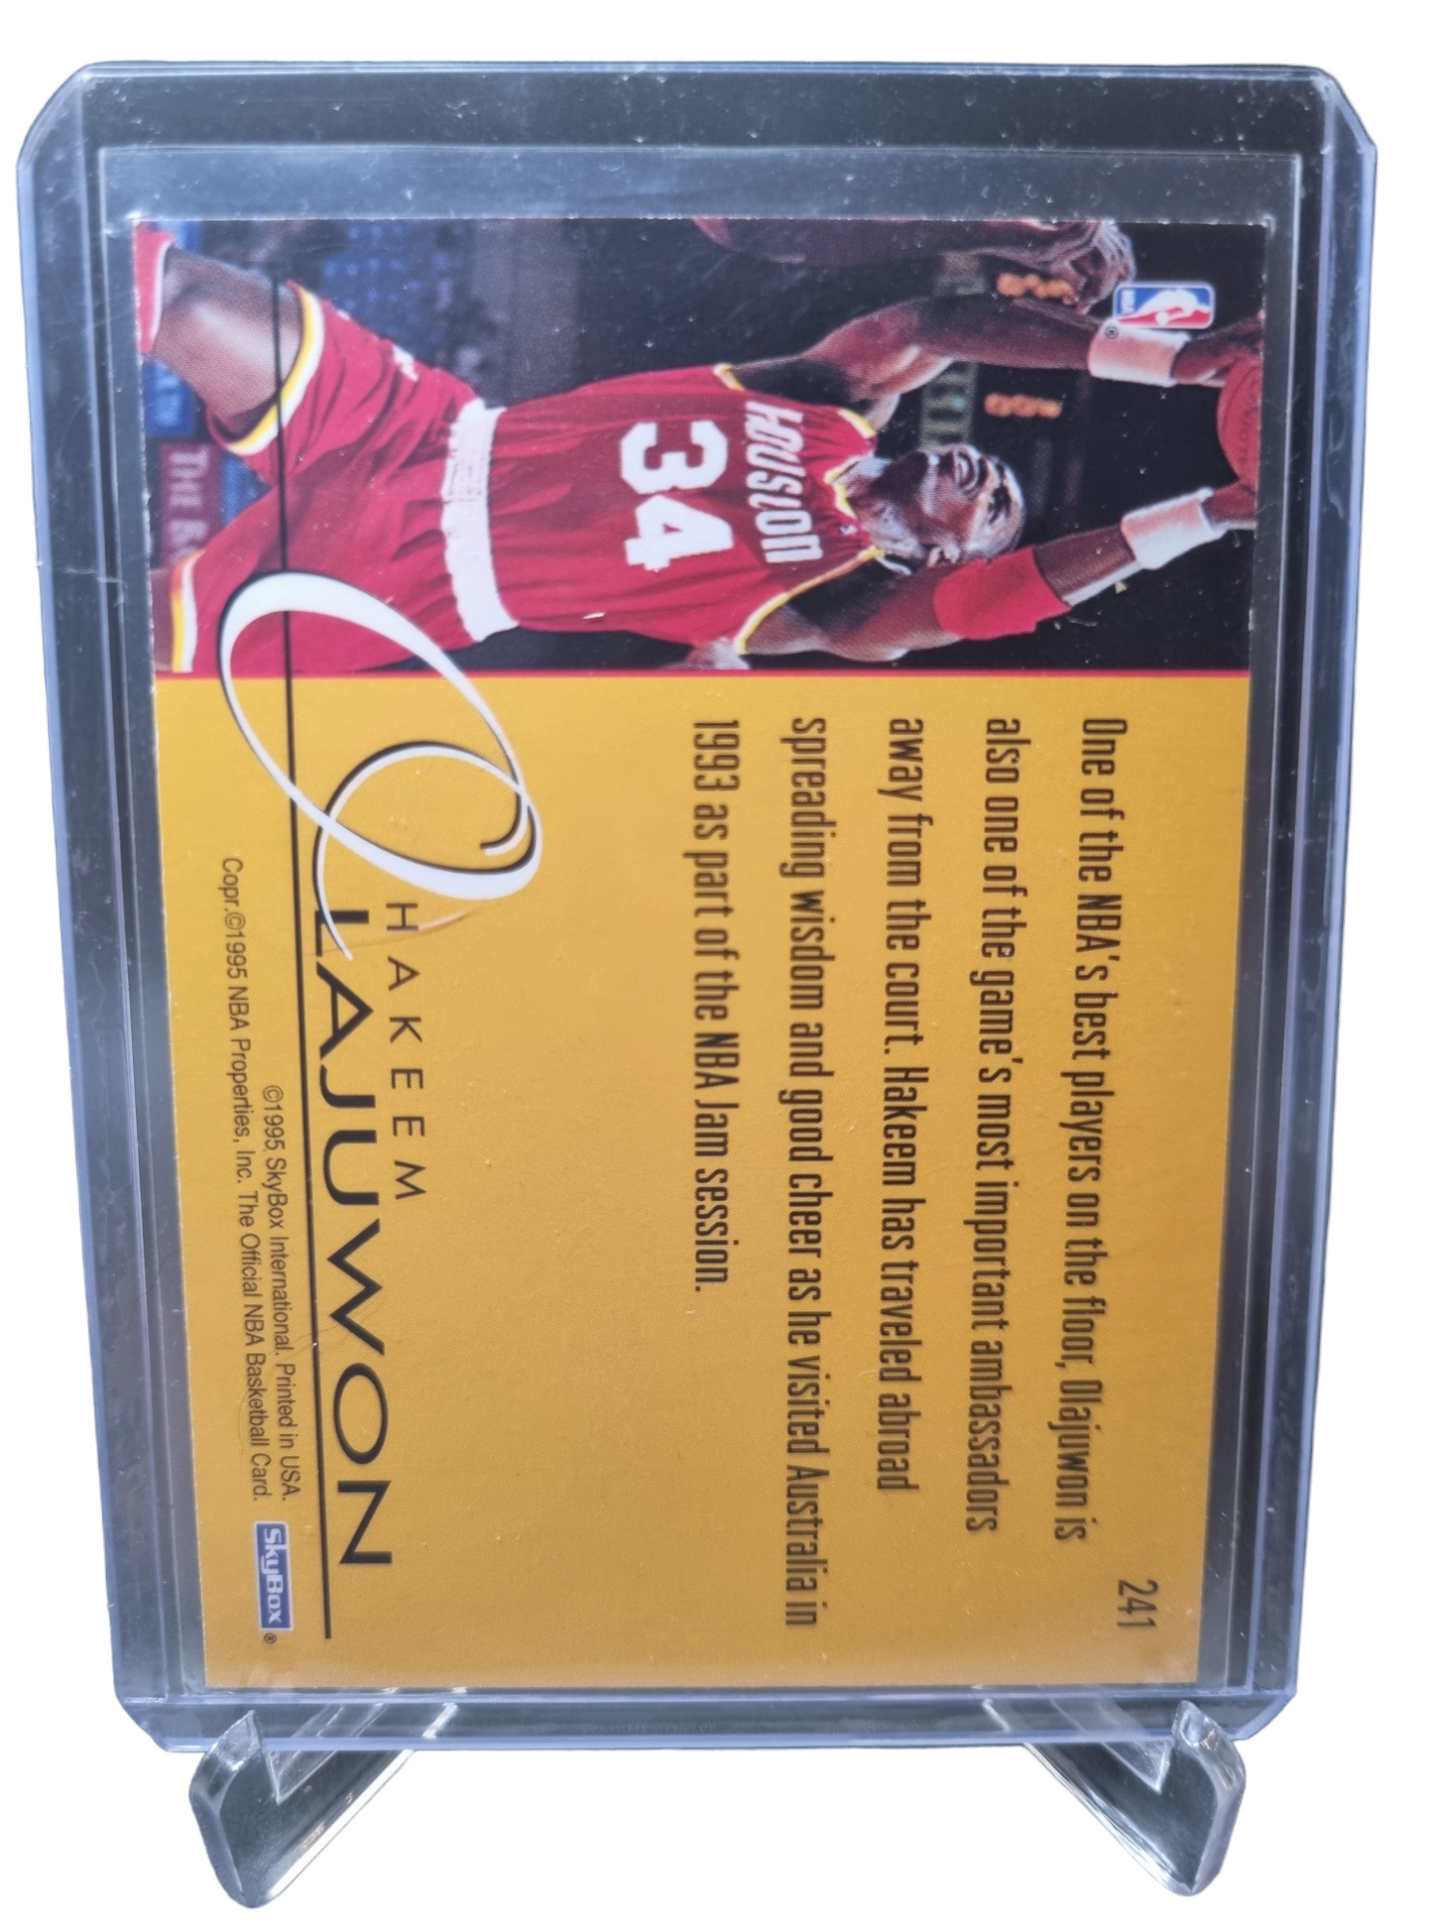 241
One of the NBA's best players on the floor, Olajuwon is
also one of the game's most important ambassadors
away from the court. Hakeem has traveled abroad
spreading wisdom and good cheer as he visited Australia in
1993 as part of the NBA Jam session.
HAKEEM
OLAJUWON
©1995 SkyBox International. Printed in USA.
Copr.©1995 NBA Properties, Inc. The Official NBA Basketball Card.
SkyBox®
NBA
HOUSTON
34
THE